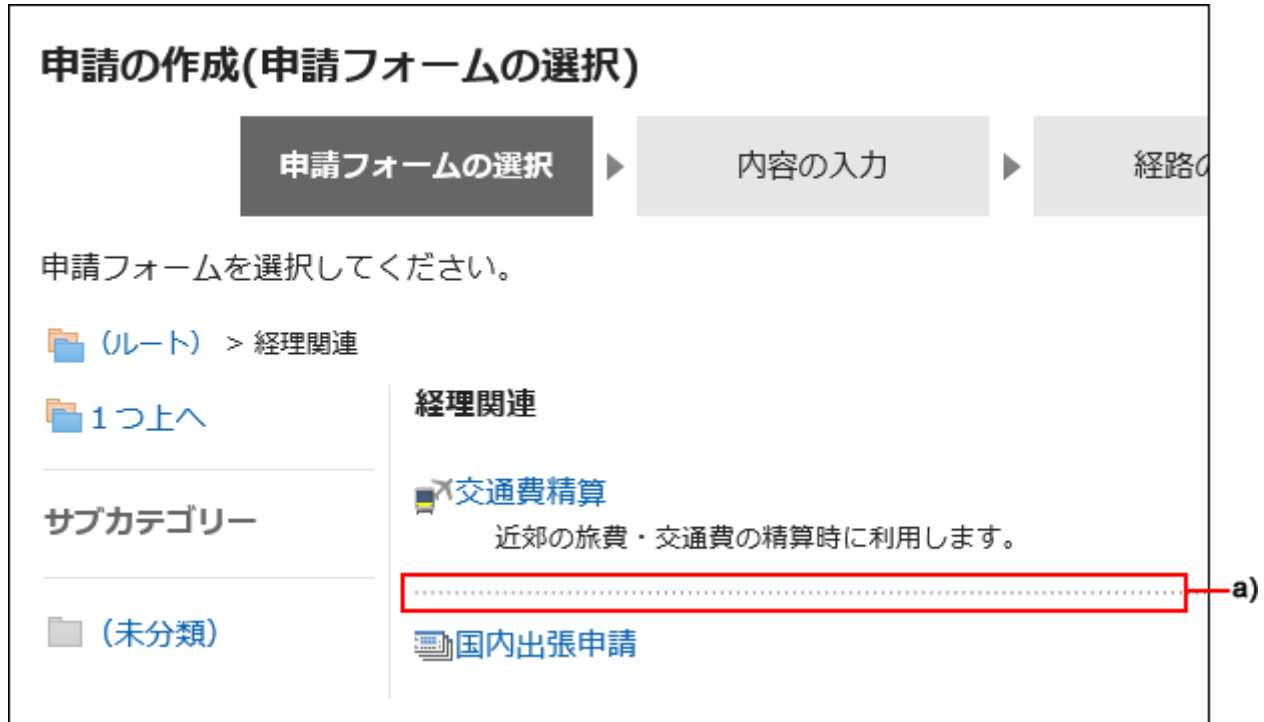 申請の作成(申請フォームの選択)
申請フォームの選択
内容の入力
経路の
申請フォームを選択してください。
（ルート） > 経理関連
1つ上へ
経理関連
サブカテゴリー
交通費精算
近郊の旅費・交通費の精算時に利用します。
a)
（未分類）
国内出張申請